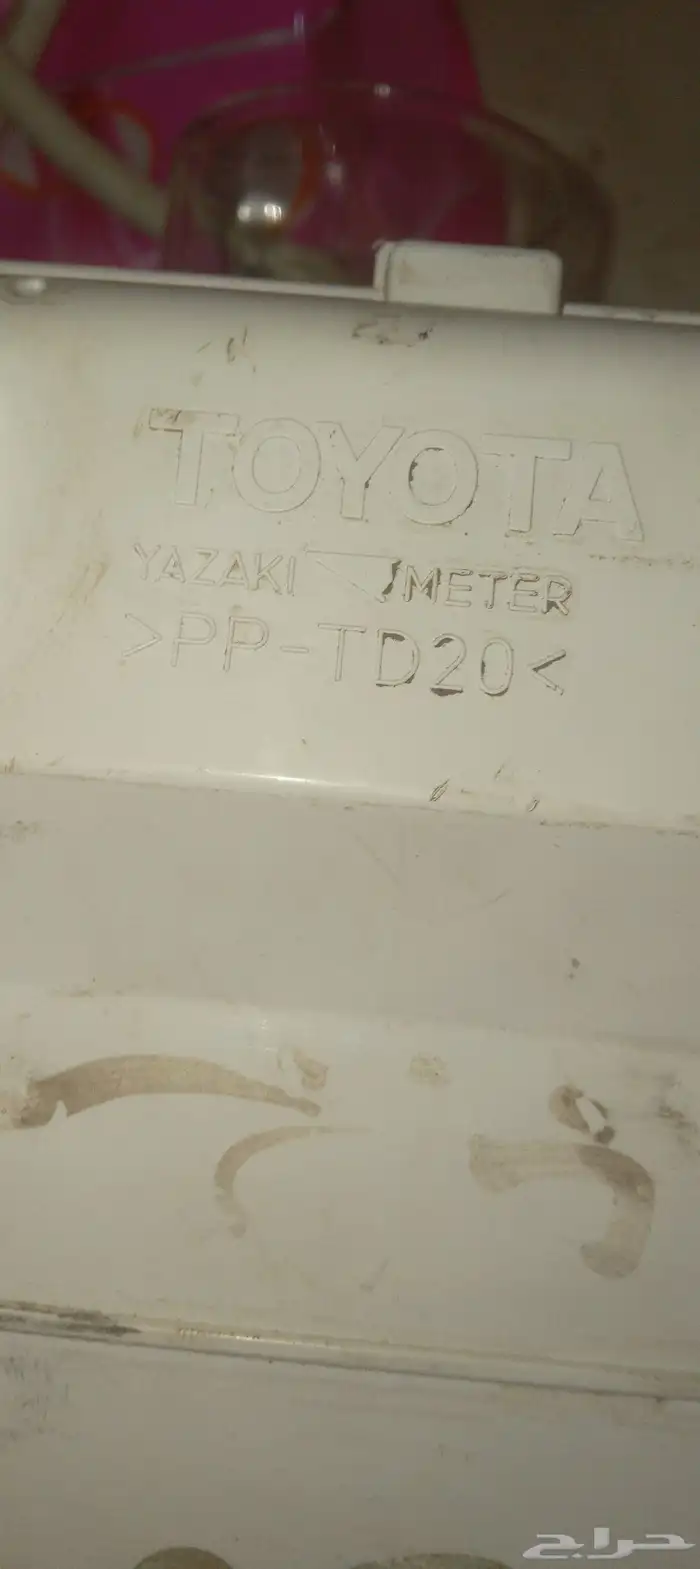 TOYOTA
YAZAKI METER
>PP-TD20<
حراج